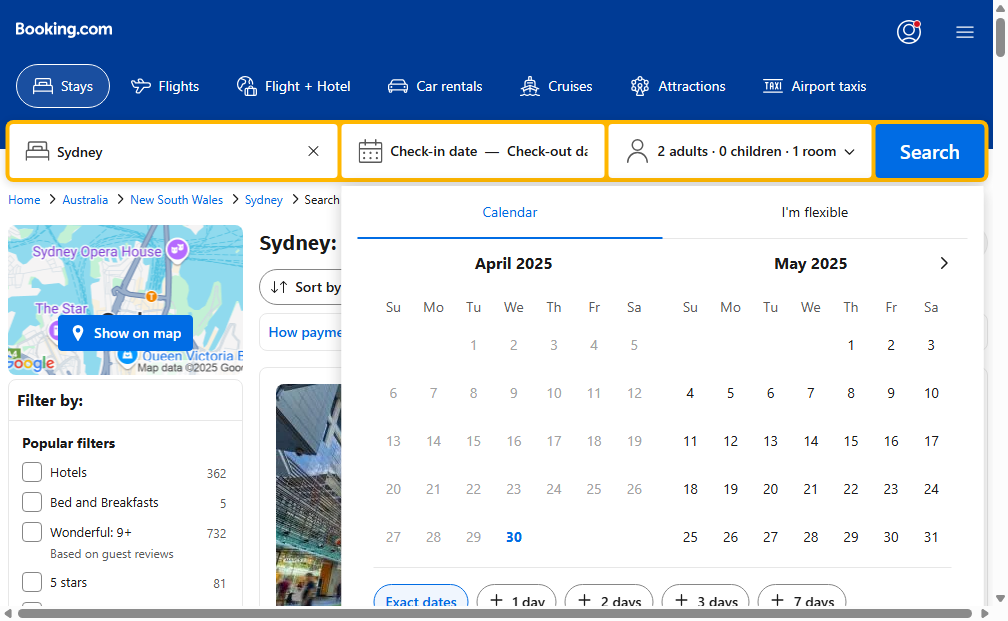 Booking.com
Stays
Flights
Flight + Hotel
Car rentals
Cruises
Attractions
TAXI Airport taxis
Sydney
Check-in date — Check-out da
2 adults · 0 children · 1 room
Search
Home > Australia > New South Wales > Sydney > Search
Calendar
I'm flexible
Sydney Opera House
The Star
Show on map
Queen Victoria B
Google
Map data ©2025 Goo
Sydney:
Sort by
How payme
April 2025
Su Mo Tu We Th Fr Sa
1 2 3 4 5
6 7 8 9 10 11 12
13 14 15 16 17 18 19
20 21 22 23 24 25 26
27 28 29 30
May 2025
Su Mo Tu We Th Fr Sa
1 2 3
4 5 6 7 8 9 10
11 12 13 14 15 16 17
18 19 20 21 22 23 24
25 26 27 28 29 30 31
Exact dates
+ 1 day
+ 2 days
+ 3 days
+ 7 days
Filter by:
Popular filters
Hotels 362
Bed and Breakfasts 5
Wonderful: 9+ 732
Based on guest reviews
5 stars 81